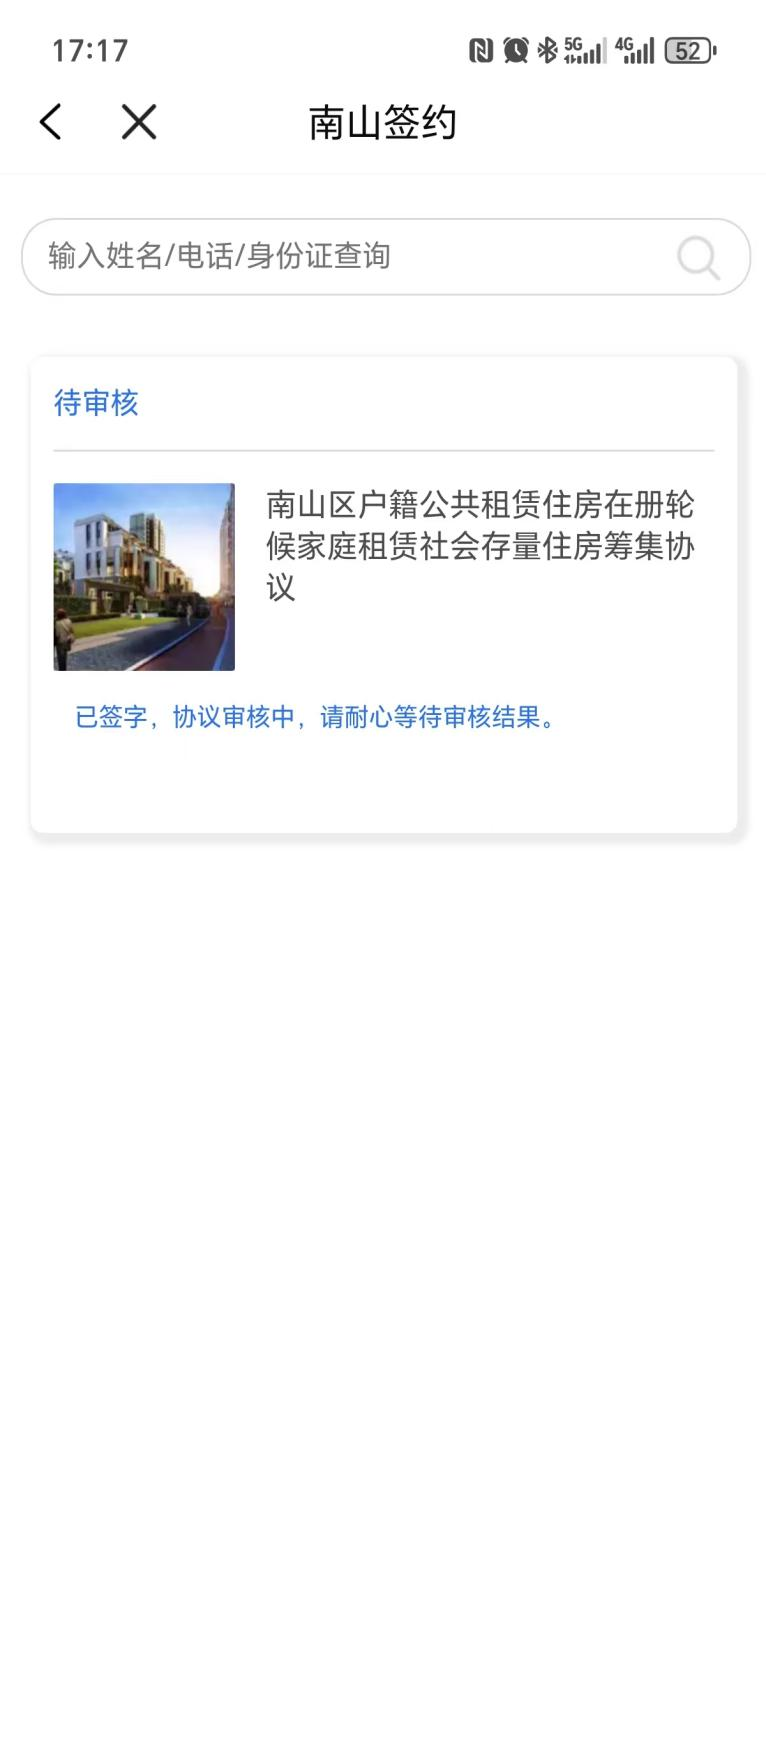 17:17
5G
4G
52
南山签约
输入姓名/电话/身份证查询
待审核
南山区户籍公共租赁住房在册轮
候家庭租赁社会存量住房筹集协
议
已签字，协议审核中，请耐心等待审核结果。